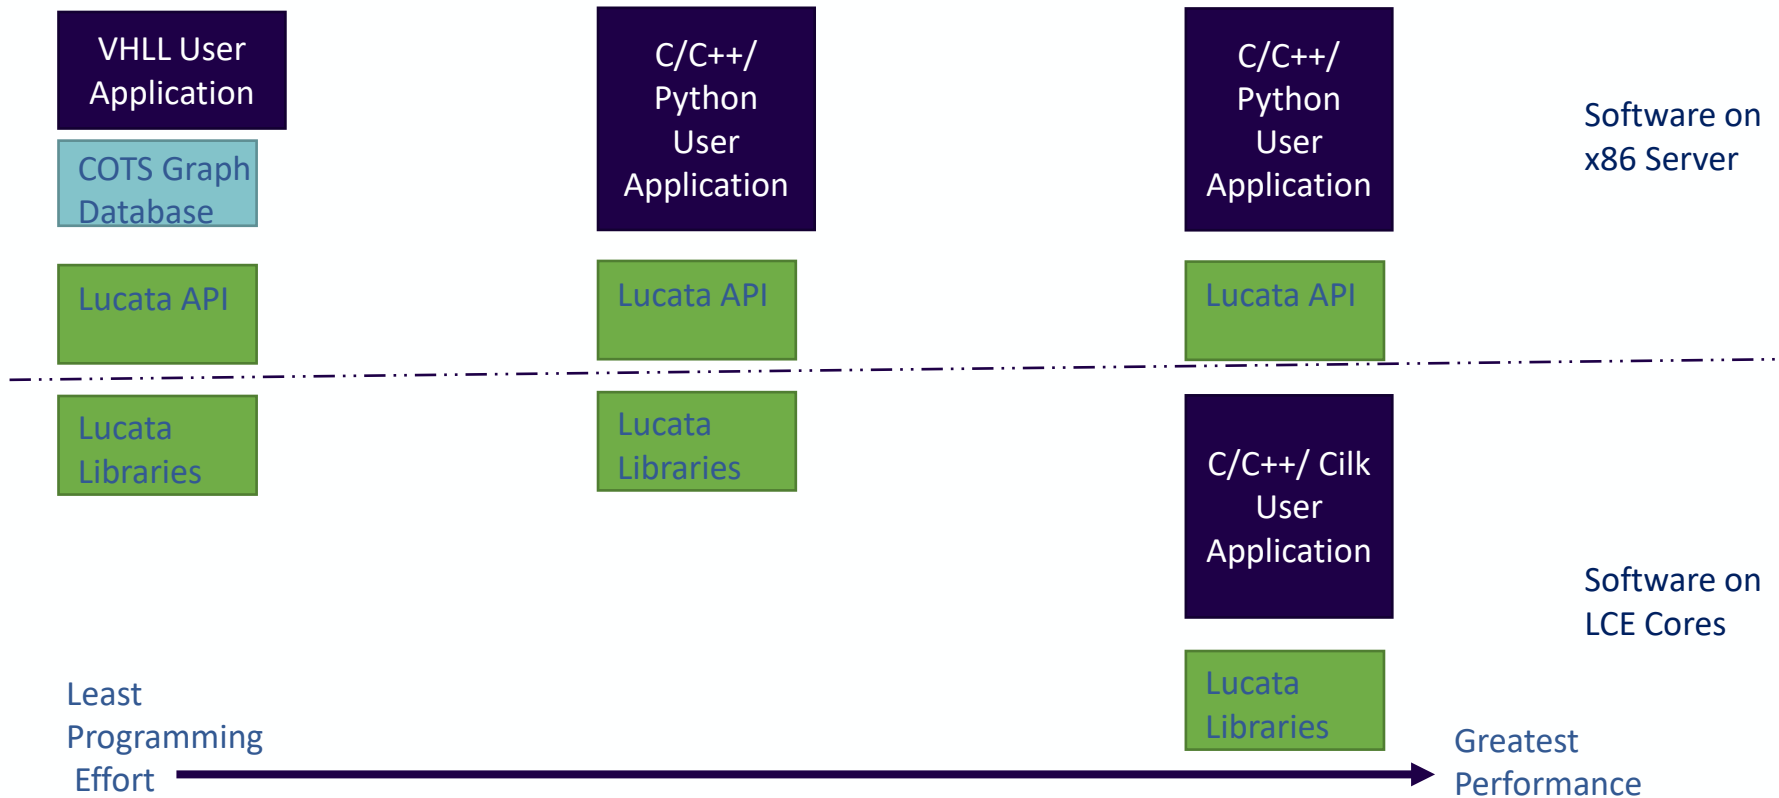 VHLL User
Application
COTS Graph
Database
Lucata API
Lucata
Libraries
C/C++/
Python
User
Application
Lucata API
Lucata
Libraries
C/C++/
Python
User
Application
Lucata API
C/C++/ Cilk
User
Application
Lucata
Libraries
Software on
x86 Server
Software on
LCE Cores
Least
Programming
Effort
Greatest
Performance